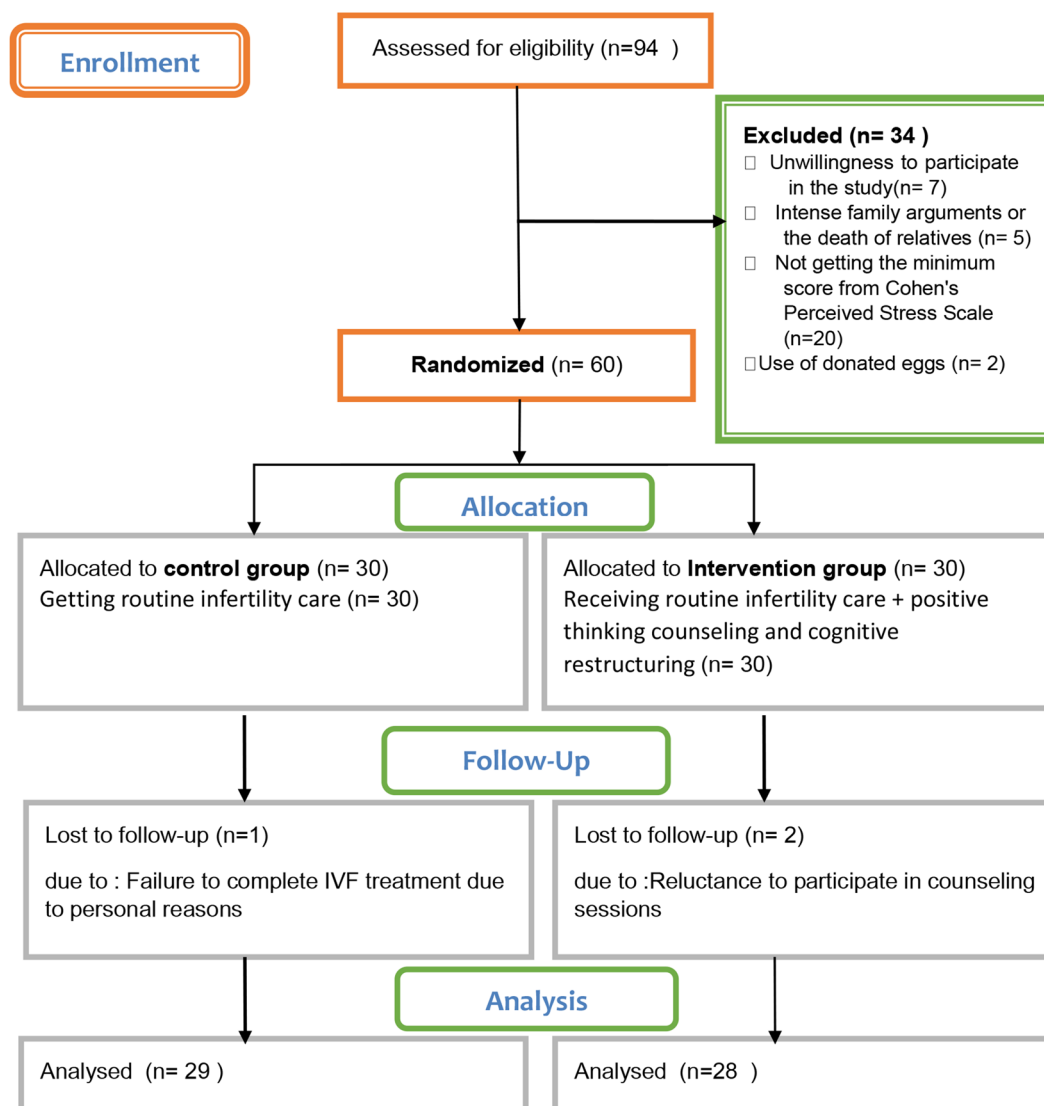 Enrollment
Assessed for eligibility (n=94 )
Excluded (n= 34 )
□ Unwillingness to participate
in the study(n= 7)
□ Intense family arguments or
the death of relatives (n= 5)
□ Not getting the minimum
score from Cohen's
Perceived Stress Scale
(n=20)
□Use of donated eggs (n= 2)
Randomized (n= 60)
Allocation
Allocated to control group (n= 30)
Getting routine infertility care (n= 30)
Allocated to Intervention group (n= 30)
Receiving routine infertility care + positive
thinking counseling and cognitive
restructuring (n= 30)
Follow-Up
Lost to follow-up (n=1)
due to : Failure to complete IVF treatment due
to personal reasons
Lost to follow-up (n= 2)
due to :Reluctance to participate in counseling
sessions
Analysis
Analysed (n= 29 )
Analysed (n=28 )